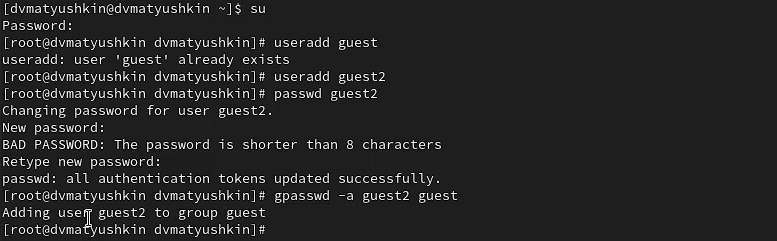 [dvmatyushkin@dvmatyushkin ~]$ su
Password:
[root@dvmatyushkin dvmatyushkin]# useradd guest
useradd: user 'guest' already exists
[root@dvmatyushkin dvmatyushkin]# useradd guest2
[root@dvmatyushkin dvmatyushkin]# passwd guest2
Changing password for user guest2.
New password:
BAD PASSWORD: The password is shorter than 8 characters
Retype new password:
passwd: all authentication tokens updated successfully.
[root@dvmatyushkin dvmatyushkin]# gpasswd -a guest2 guest
Adding user guest2 to group guest
[root@dvmatyushkin dvmatyushkin]#